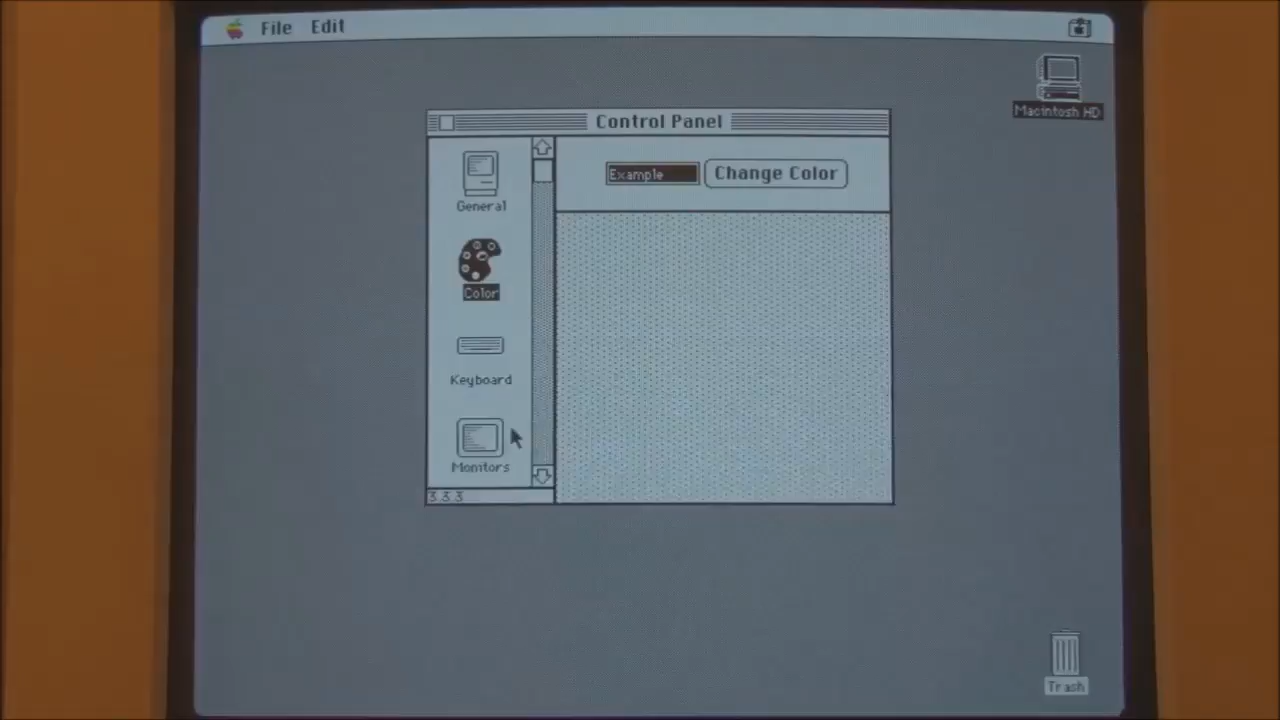 File Edit
Macintosh HD
Control Panel
Example
Change Color
General
Color
Keyboard
Monitors
3.3.3
Trash